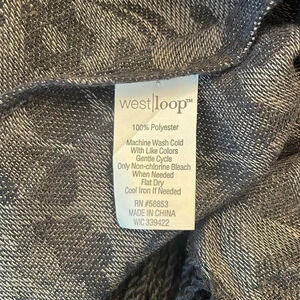 west loop™
100% Polyester
Machine Wash Cold
With Like Colors
Gentle Cycle
Only Non-chlorine Bleach
When Needed
Flat Dry
Cool Iron If Needed
RN #56853
MADE IN CHINA
WIC 339422